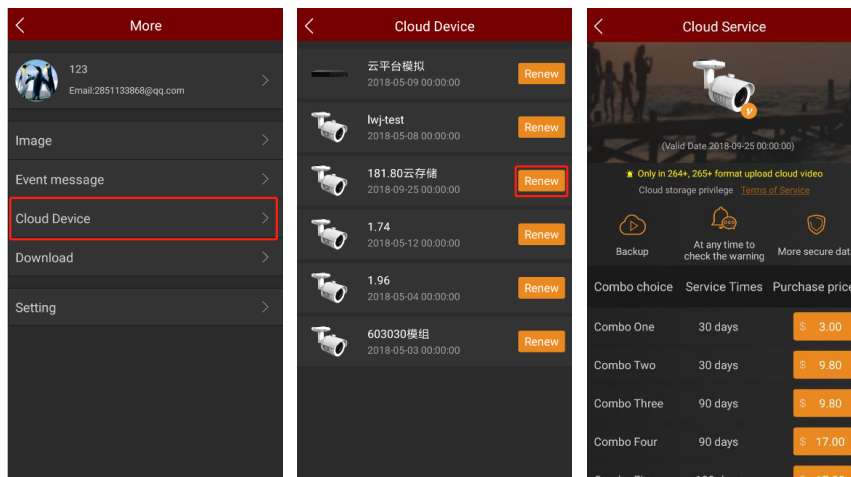 More
123
Email:2851133868@qq.com
Image
Event message
Cloud Device
Download
Setting
Cloud Device
云平台模拟
2018-05-09 00:00:00
Renew
lwj-test
2018-05-08 00:00:00
Renew
181.80云存储
2018-09-25 00:00:00
Renew
1.74
2018-05-12 00:00:00
Renew
1.96
2018-05-04 00:00:00
Renew
603030模组
2018-05-03 00:00:00
Renew
Cloud Service
(Valid Date 2018-09-25 00:00:00)
Only in 264+, 265+ format upload cloud video
Cloud storage privilege Terms of Service
Backup
At any time to
check the warning
More secure dat
Combo choice Service Times Purchase price
Combo One 30 days $ 3.00
Combo Two 30 days $ 9.80
Combo Three 90 days $ 9.80
Combo Four 90 days $ 17.00